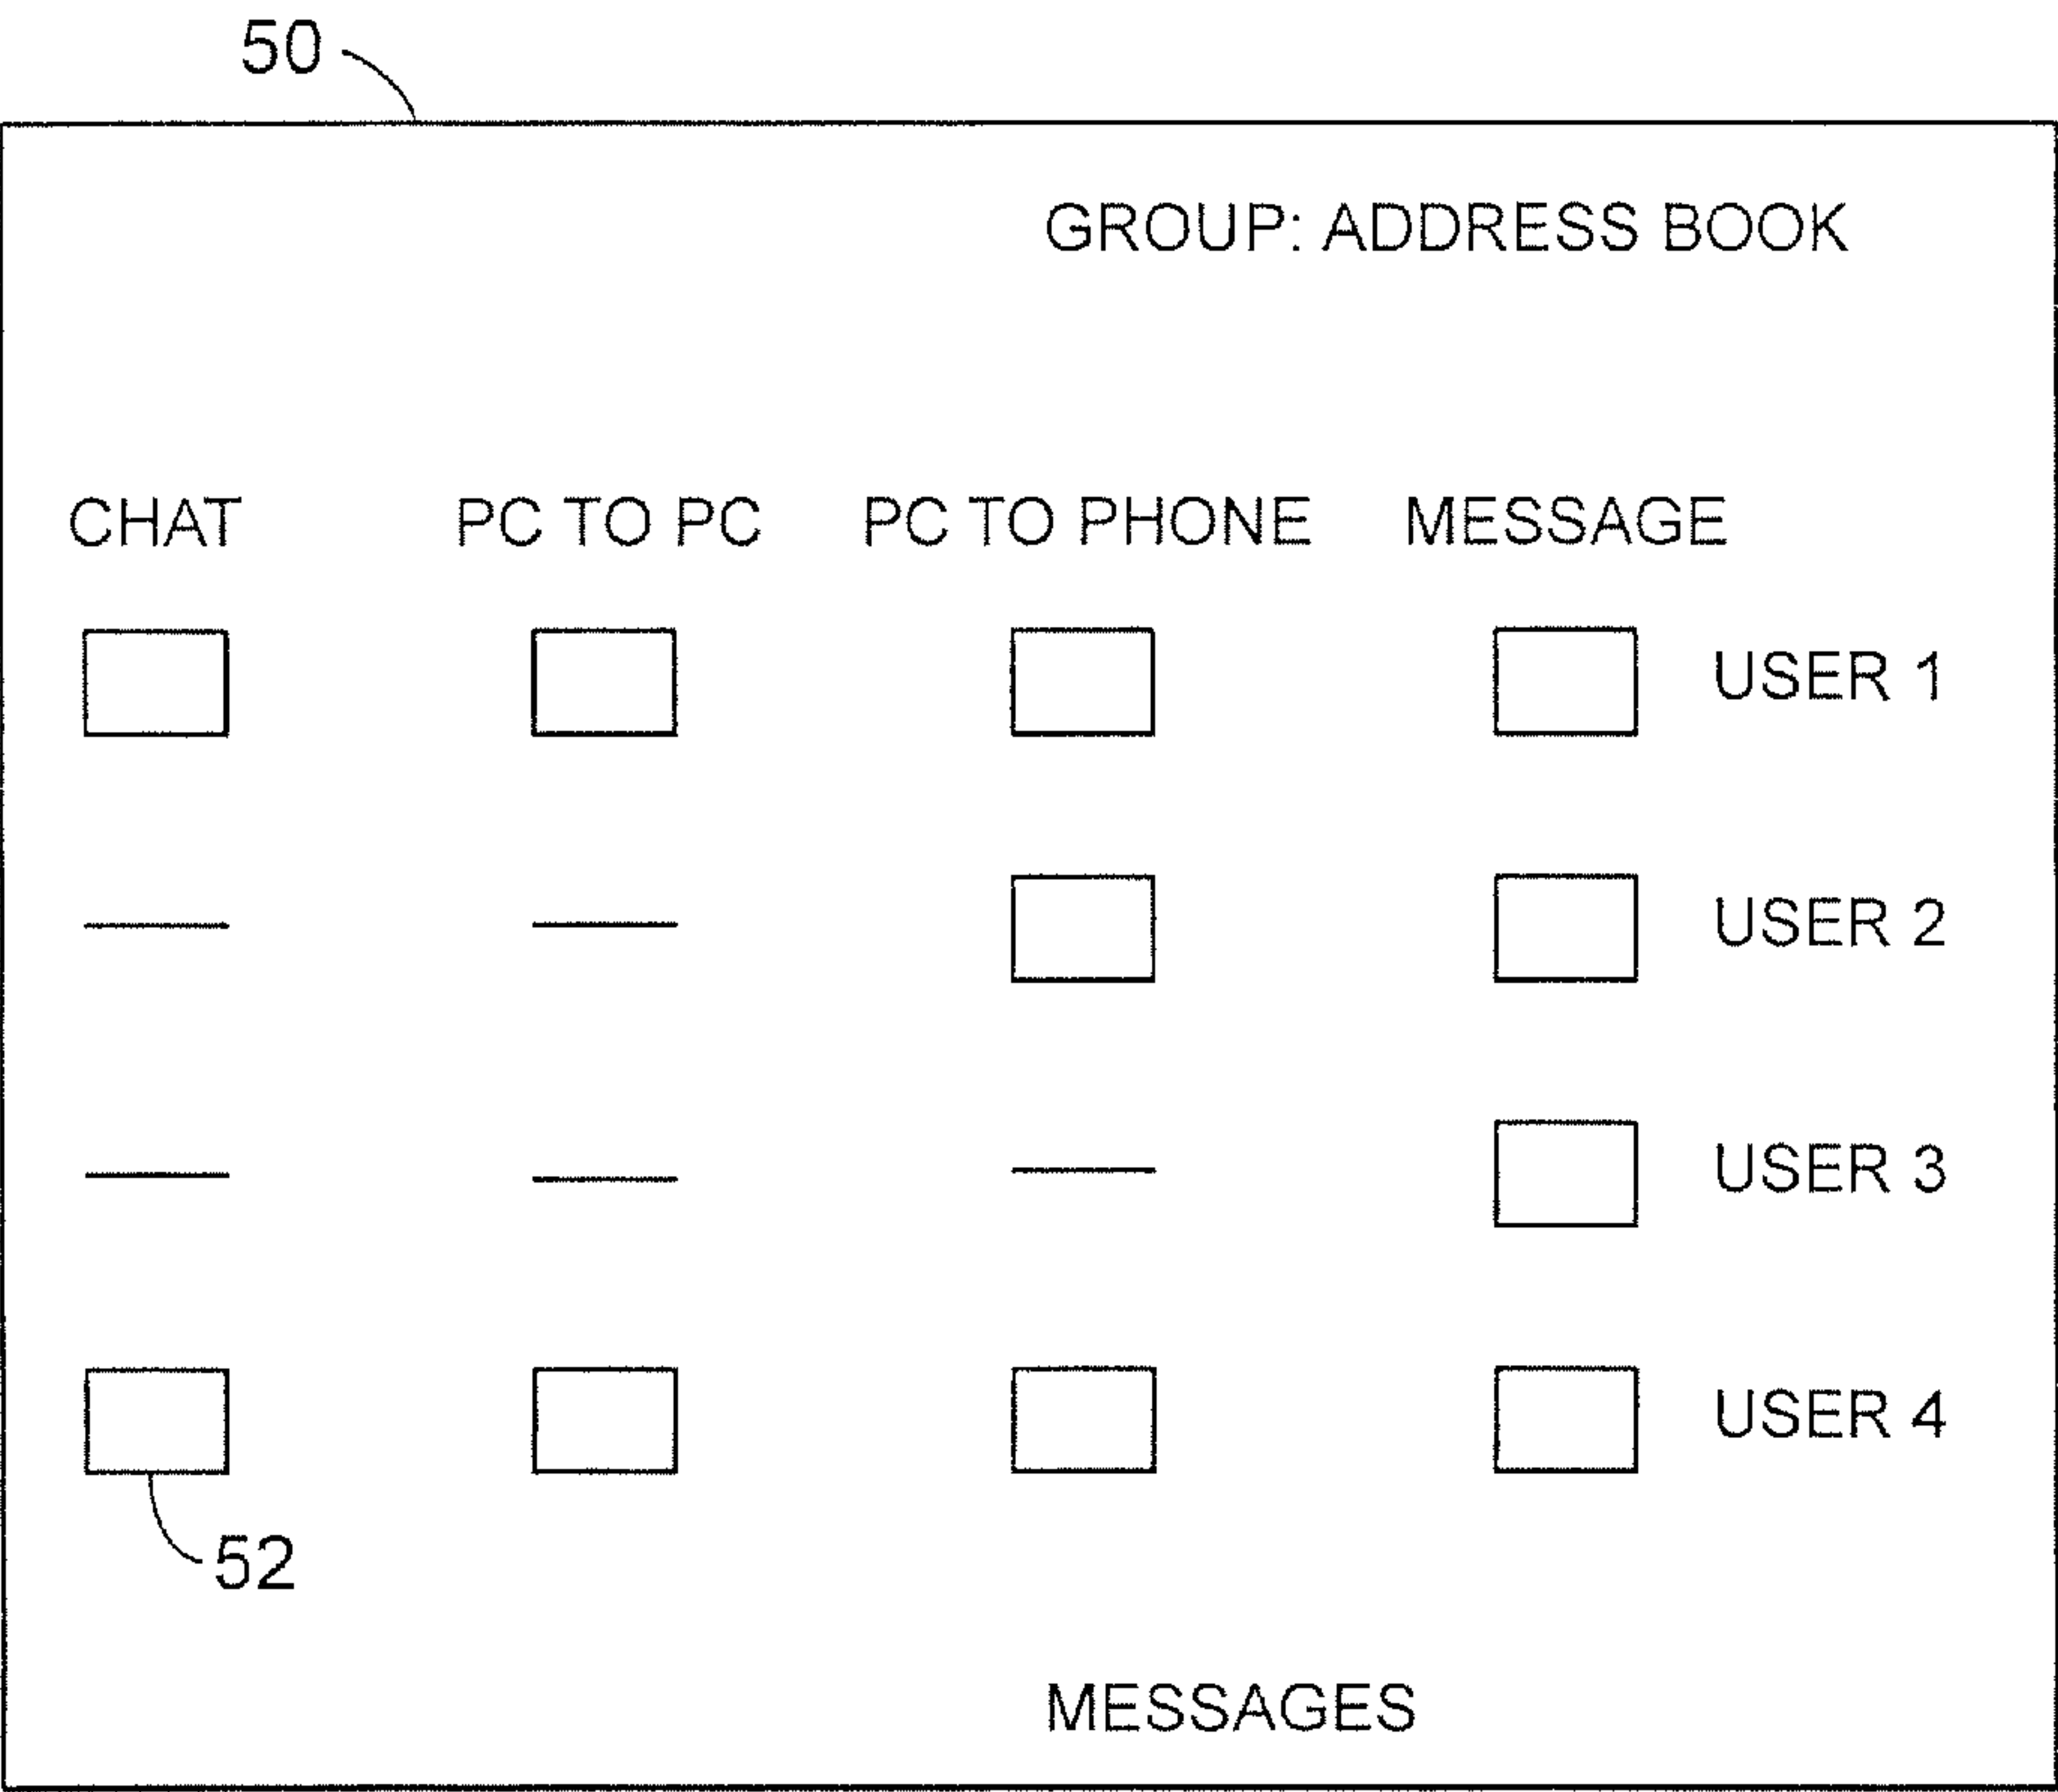 50
GROUP: ADDRESS BOOK
CHAT PC TO PC PC TO PHONE MESSAGE
USER 1
USER 2
USER 3
USER 4
52
MESSAGES